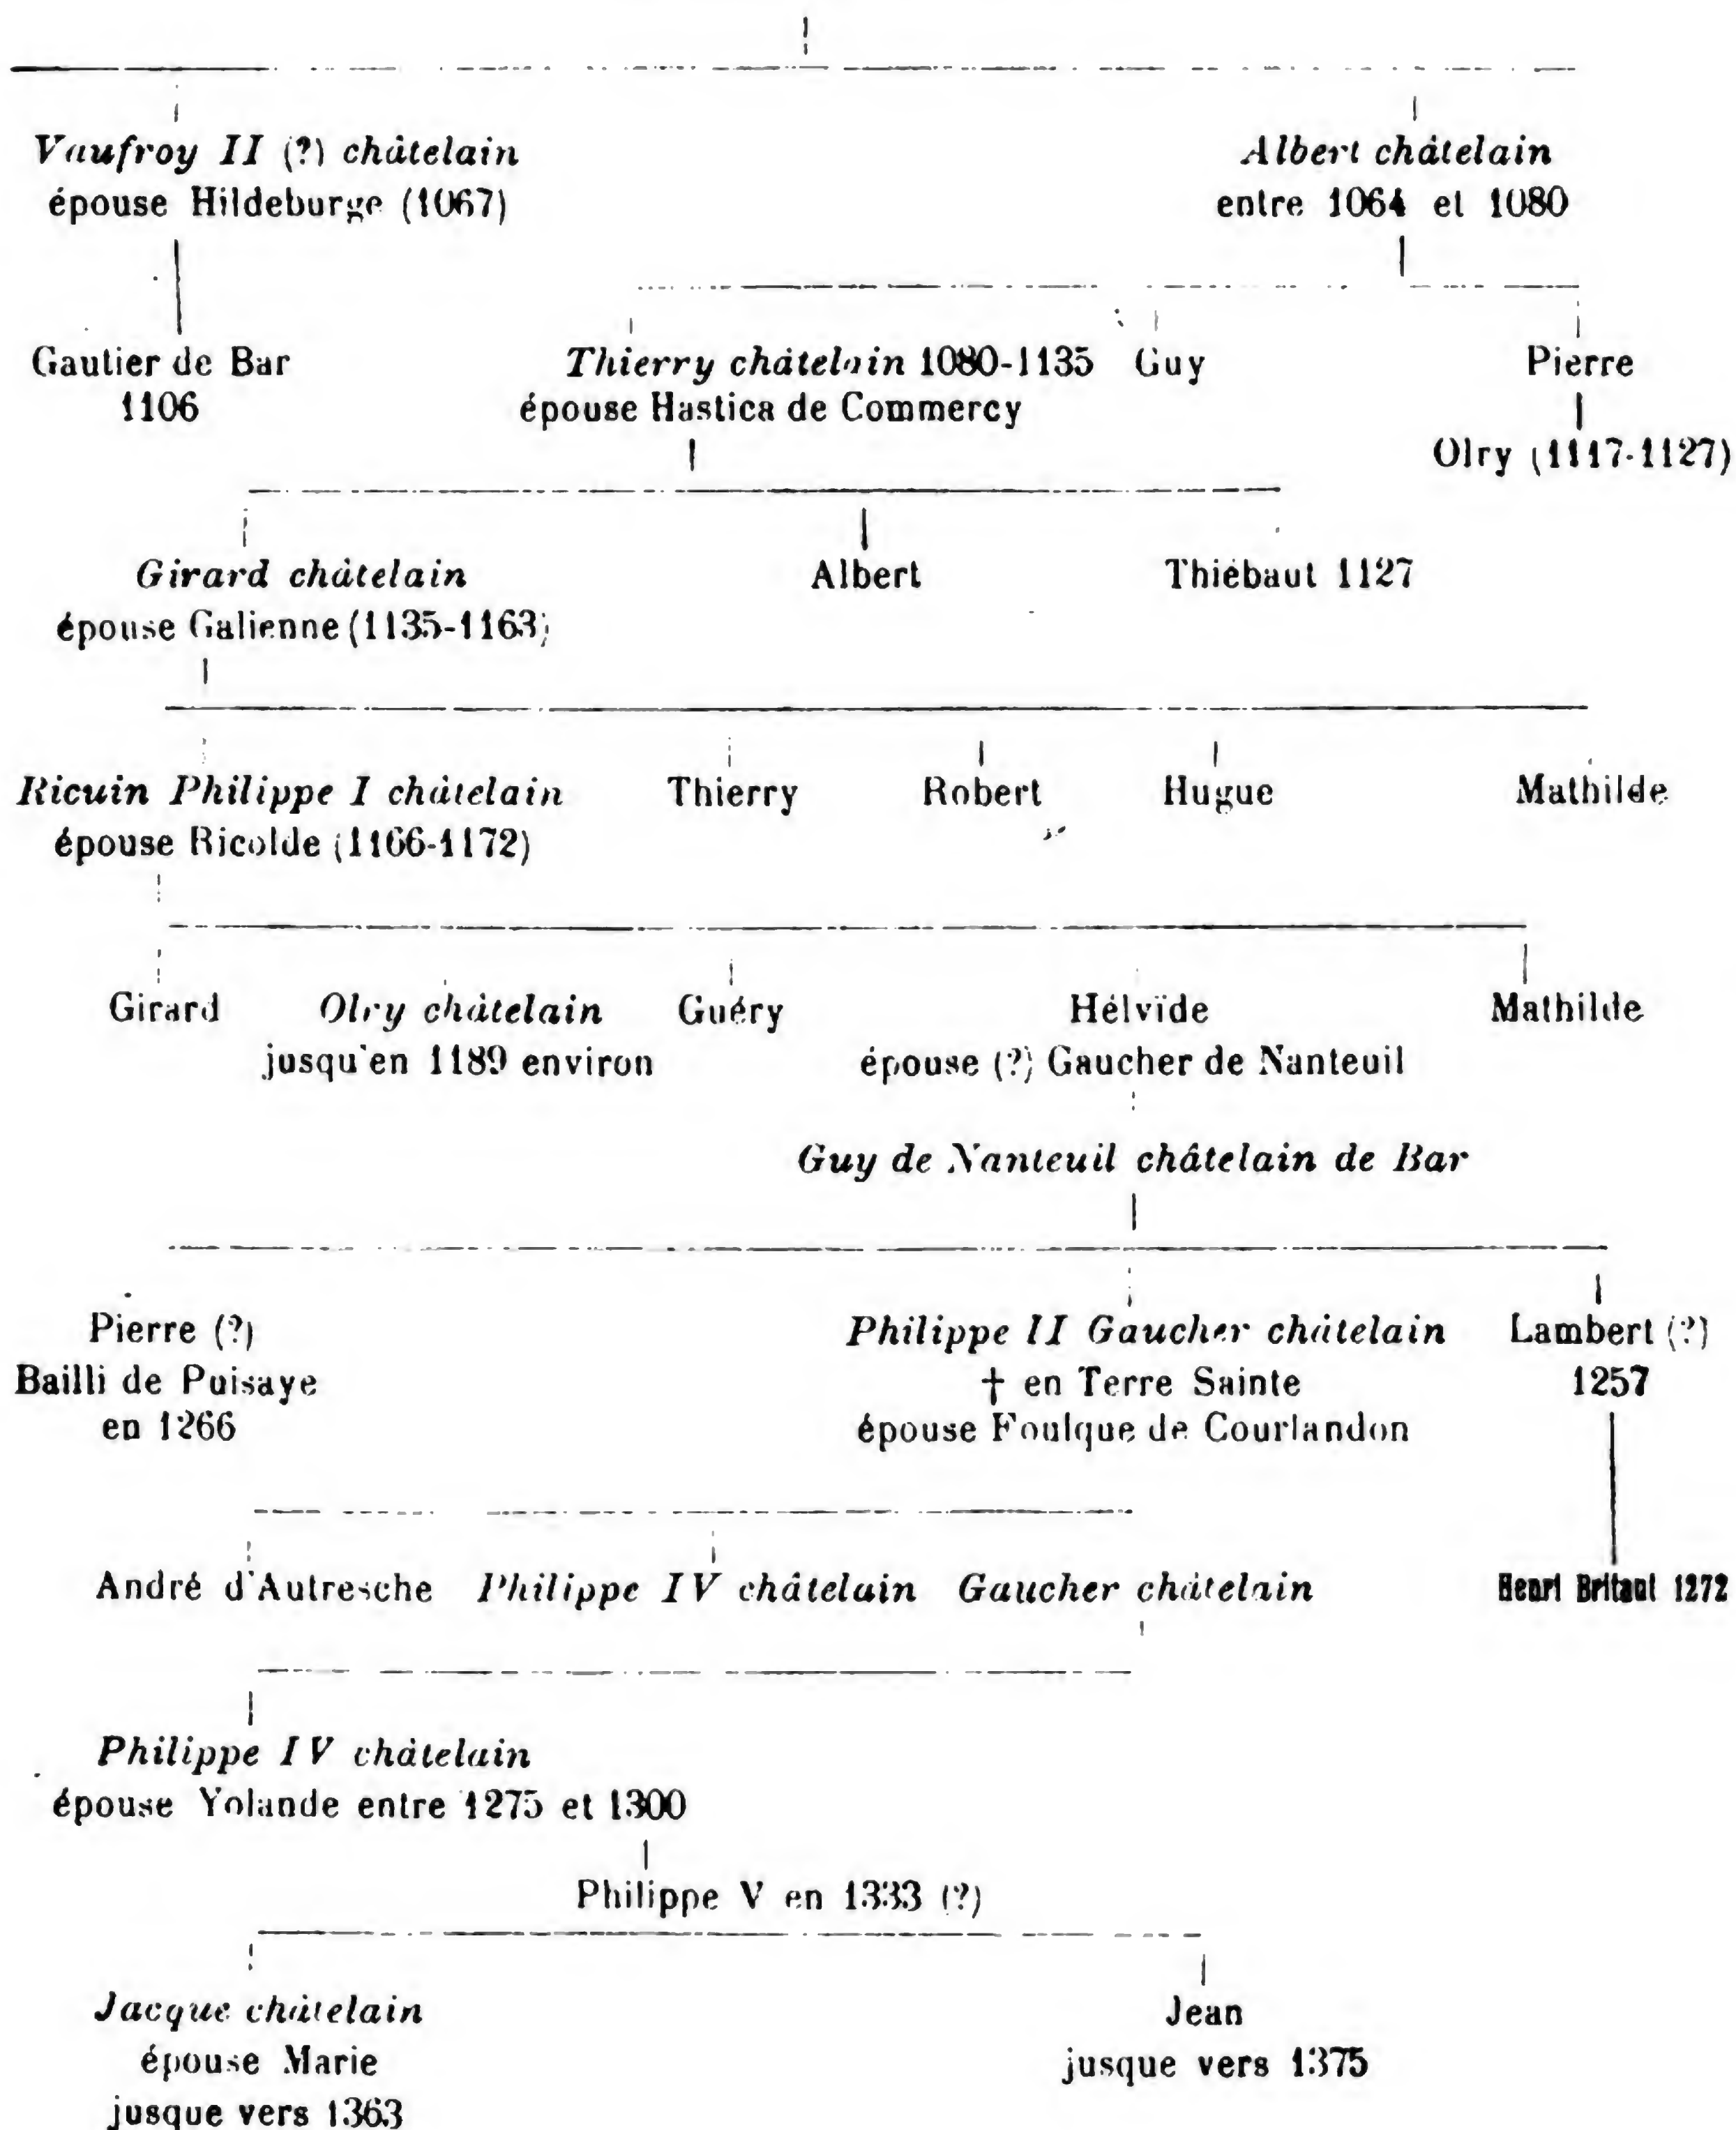 Vaufroy II (?) châtelain
épouse Hildeburge (1067)
Albert châtelain
entre 1064 et 1080
Gautier de Bar
1106
Thierry châtelain 1080-1135
épouse Hastica de Commercy
Guy
Pierre
Olry (1117-1127)
Girard châtelain
épouse Galienne (1135-1163)
Albert
Thiébaut 1127
Ricuin Philippe I châtelain
épouse Ricolde (1166-1172)
Thierry
Robert
Hugue
Mathilde
Girard
Olry châtelain
jusqu'en 1189 environ
Guéry
Hélvïde
épouse (?) Gaucher de Nanteuil
Mathilde
Guy de Nanteuil châtelain de Bar
Pierre (?)
Bailli de Puisaye
en 1266
Philippe II Gaucher châtelain
† en Terre Sainte
épouse Foulque de Courlandon
Lambert (?)
1257
André d'Autresche
Philippe IV châtelain
Gaucher châtelain
Henri Britaut 1272
Philippe IV châtelain
épouse Yolande entre 1275 et 1300
Philippe V en 1333 (?)
Jacque châtelain
épouse Marie
jusque vers 1363
Jean
jusque vers 1375